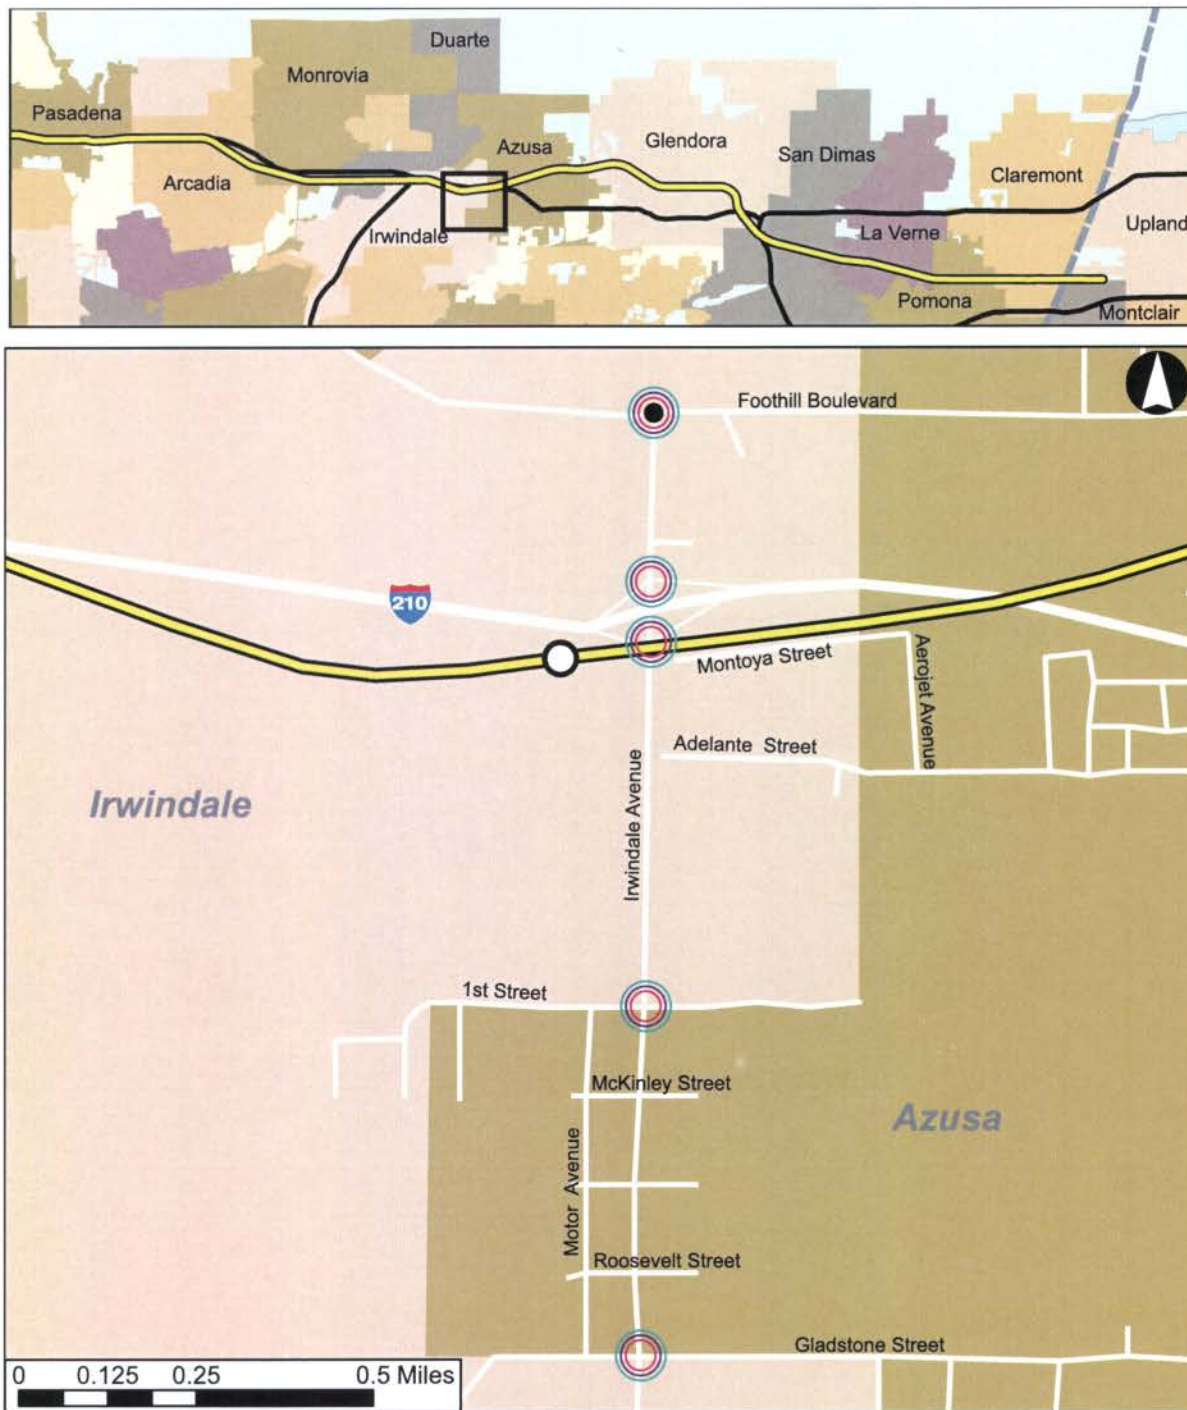 Duarte
Monrovia
Pasadena
Azusa
Glendora
San Dimas
Arcadia
Claremont
Irwindale
La Verne
Upland
Pomona
Montclair
Foothill Boulevard
210
Montoya Street
Aerojet Avenue
Adelante Street
Irwindale
Irwindale Avenue
1st Street
McKinley Street
Azusa
Motor Avenue
Roosevelt Street
Gladstone Street
0 0.125 0.25 0.5 Miles